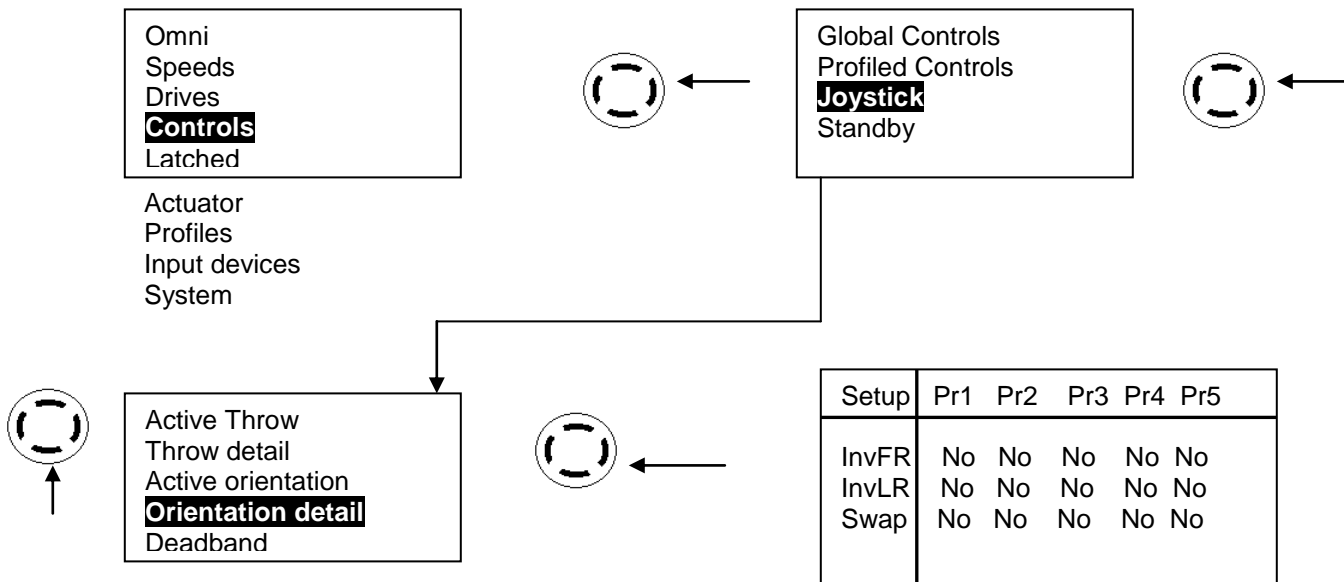 Omni
Speeds
Drives
Controls
Latched
Actuator
Profiles
Input devices
System
Global Controls
Profiled Controls
Joystick
Standby
Active Throw
Throw detail
Active orientation
Orientation detail
Deadband
Setup Pr1 Pr2 Pr3 Pr4 Pr5
InvFR No No No No No
InvLR No No No No No
Swap No No No No No